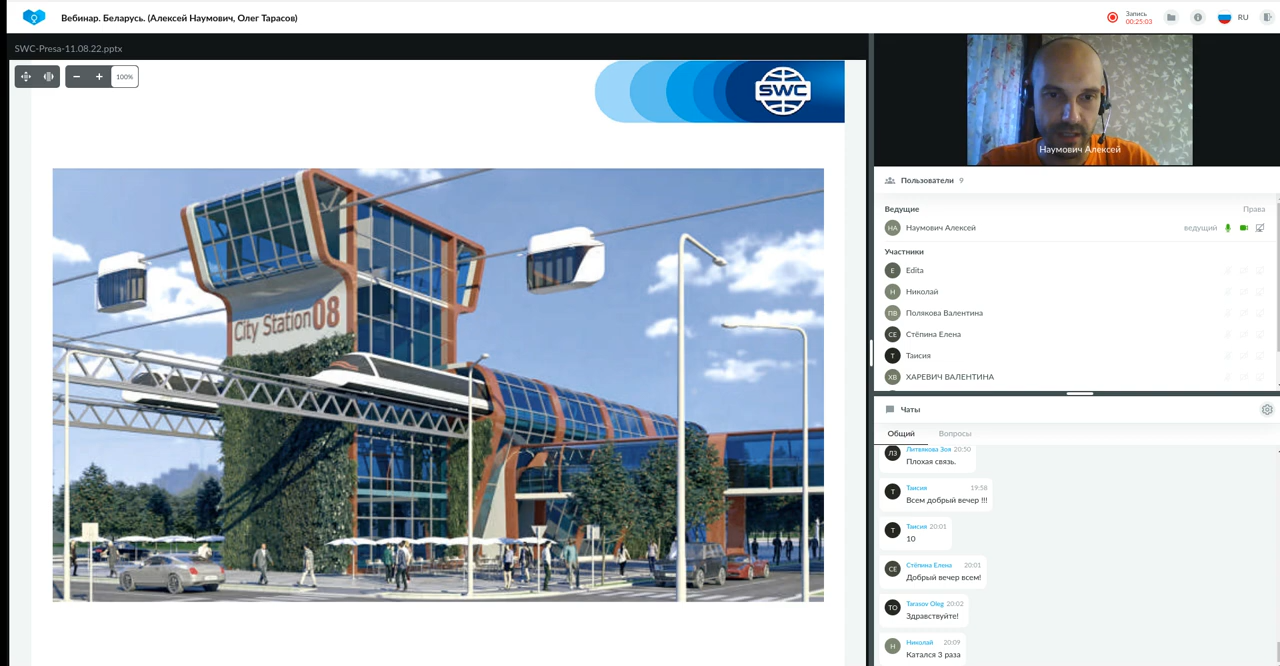 Вебинар. Беларусь. (Алексей Наумович, Олег Тарасов)
Запись
00:25:03
RU
SWC-Presa-11.08.22.pptx
100%
SWC
City Station 08
Наумович Алексей
Пользователи 9
Ведущие
Права
НА Наумович Алексей
ведущий
Участники
E Edita
Н Николай
ПВ Полякова Валентина
СЕ Стёпина Елена
Т Таисия
ХВ ХАРЕВИЧ ВАЛЕНТИНА
Чаты
Общий
Вопросы
ЛЗ Литвякова Зоя 20:50
Плохая связь.
Т Таисия 19:58
Всем добрый вечер !!!
Т Таисия 20:01
10
СЕ Стёпина Елена 20:01
Добрый вечер всем!
TO Tarasov Oleg 20:02
Здравствуйте!
Н Николай 20:09
Катался 3 раза